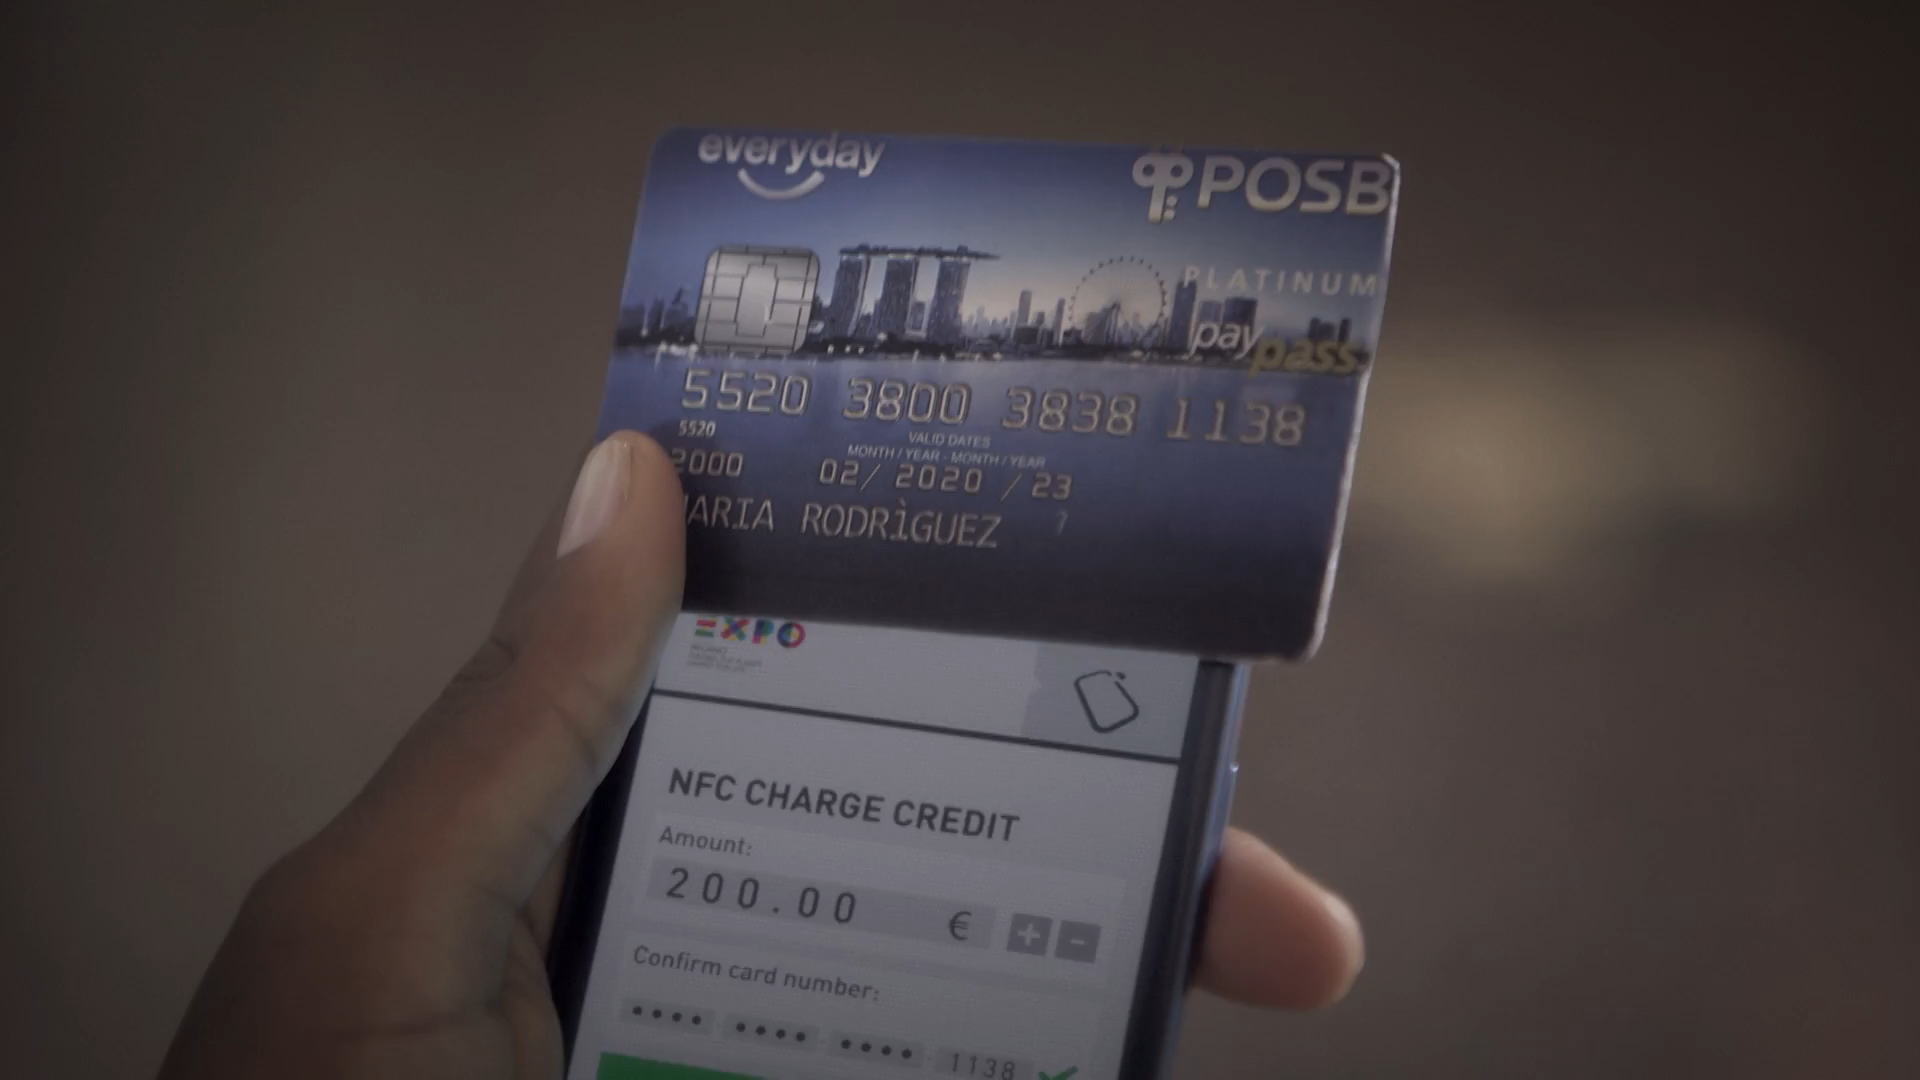 everyday
POSB
PLATINUM
paypass
5520 3800 3838 1138
5520
VALID DATES
MONTH / YEAR - MONTH / YEAR
2000 02/ 2020 / 23
ARIA RODRÌGUEZ
EXPO
NFC CHARGE CREDIT
Amount:
200.00 €
+ -
Confirm card number:
•••• •••• •••• 1138